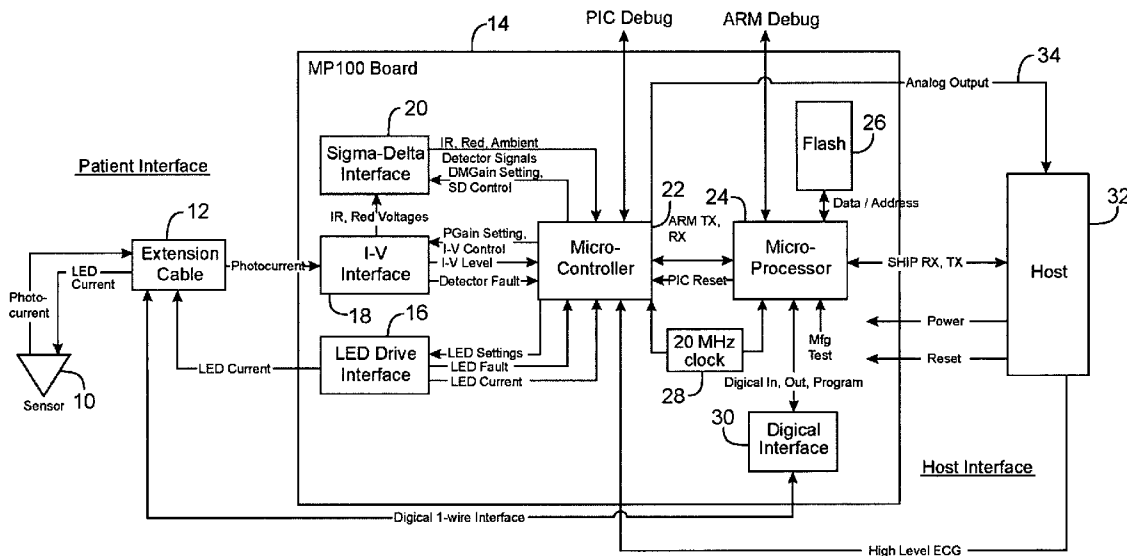 PIC Debug
ARM Debug
14
34
MP100 Board
Analog Output
20
26
Sigma-Delta
Interface
IR, Red, Ambient
Detector Signals
DMGain Setting,
SD Control
Flash
Patient Interface
22
24
32
Data / Address
12
IR, Red Voltages
PGain Setting,
I-V Control
ARM TX,
RX
Extension
Cable
Photocurrent
I-V
Interface
I-V Level
Detector Fault
Micro-
Controller
Micro-
Processor
SHIP RX, TX
Host
LED
Current
PIC Reset
Photo-
current
18
16
Power
20 MHz
clock
Mfg
Test
LED Drive
Interface
LED Settings
LED Fault
LED Current
Reset
LED Current
28
Digical In, Out, Program
10
Sensor
30
Digical
Interface
Host Interface
Digical 1-wire Interface
High Level ECG